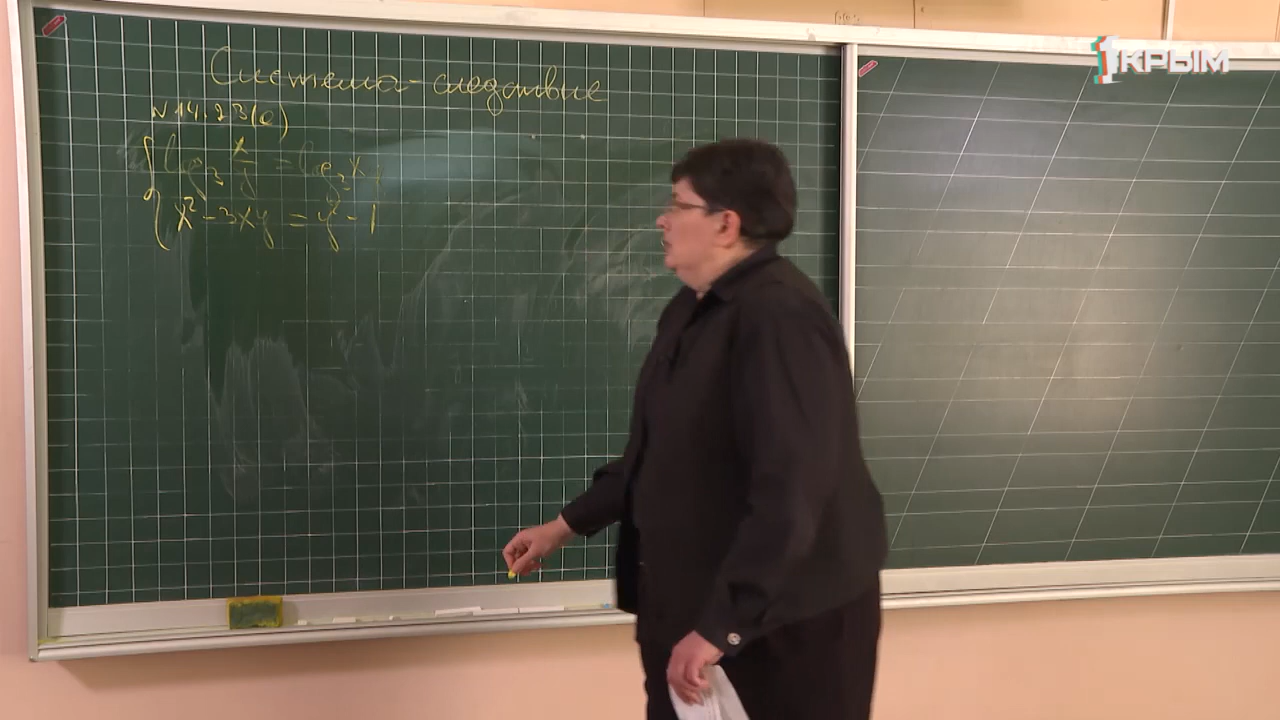 Система-следствие
№14.23(е)
log₃ x/y = log₃ x
x² - 3xy = y² - 1
1КРЫМ